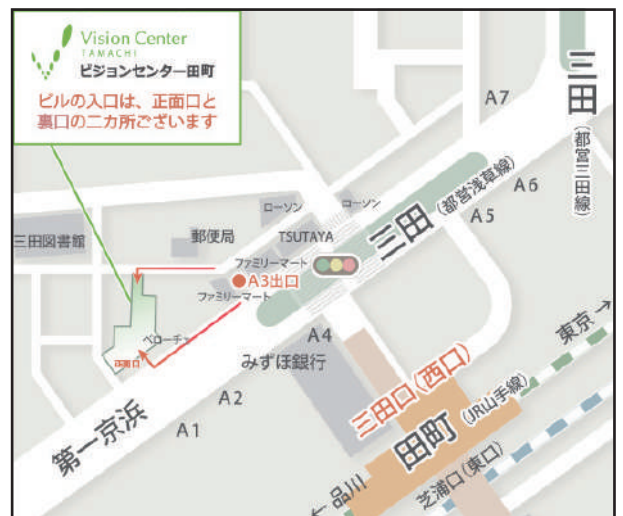 Vision Center
TAMACHI
ビジョンセンター田町
ビルの入口は、正面口と
裏口の二カ所ございます
三田
(都営三田線)
A7
A6
A5
三田
(都営浅草線)
ローソン
ローソン
三田図書館
郵便局
TSUTAYA
ファミリーマート
A3出口
ファミリーマート
ベローチェ
正面口
A4
みずほ銀行
A2
A1
第一京浜
三田口(西口)
田町
(JR山手線)
東京→
芝浦口(東口)
←品川